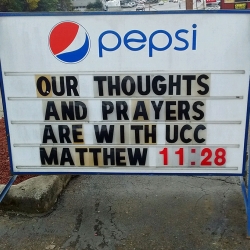 pepsi
OUR THOUGHTS
AND PRAYERS
ARE WITH UCC
MATTHEW 11:28